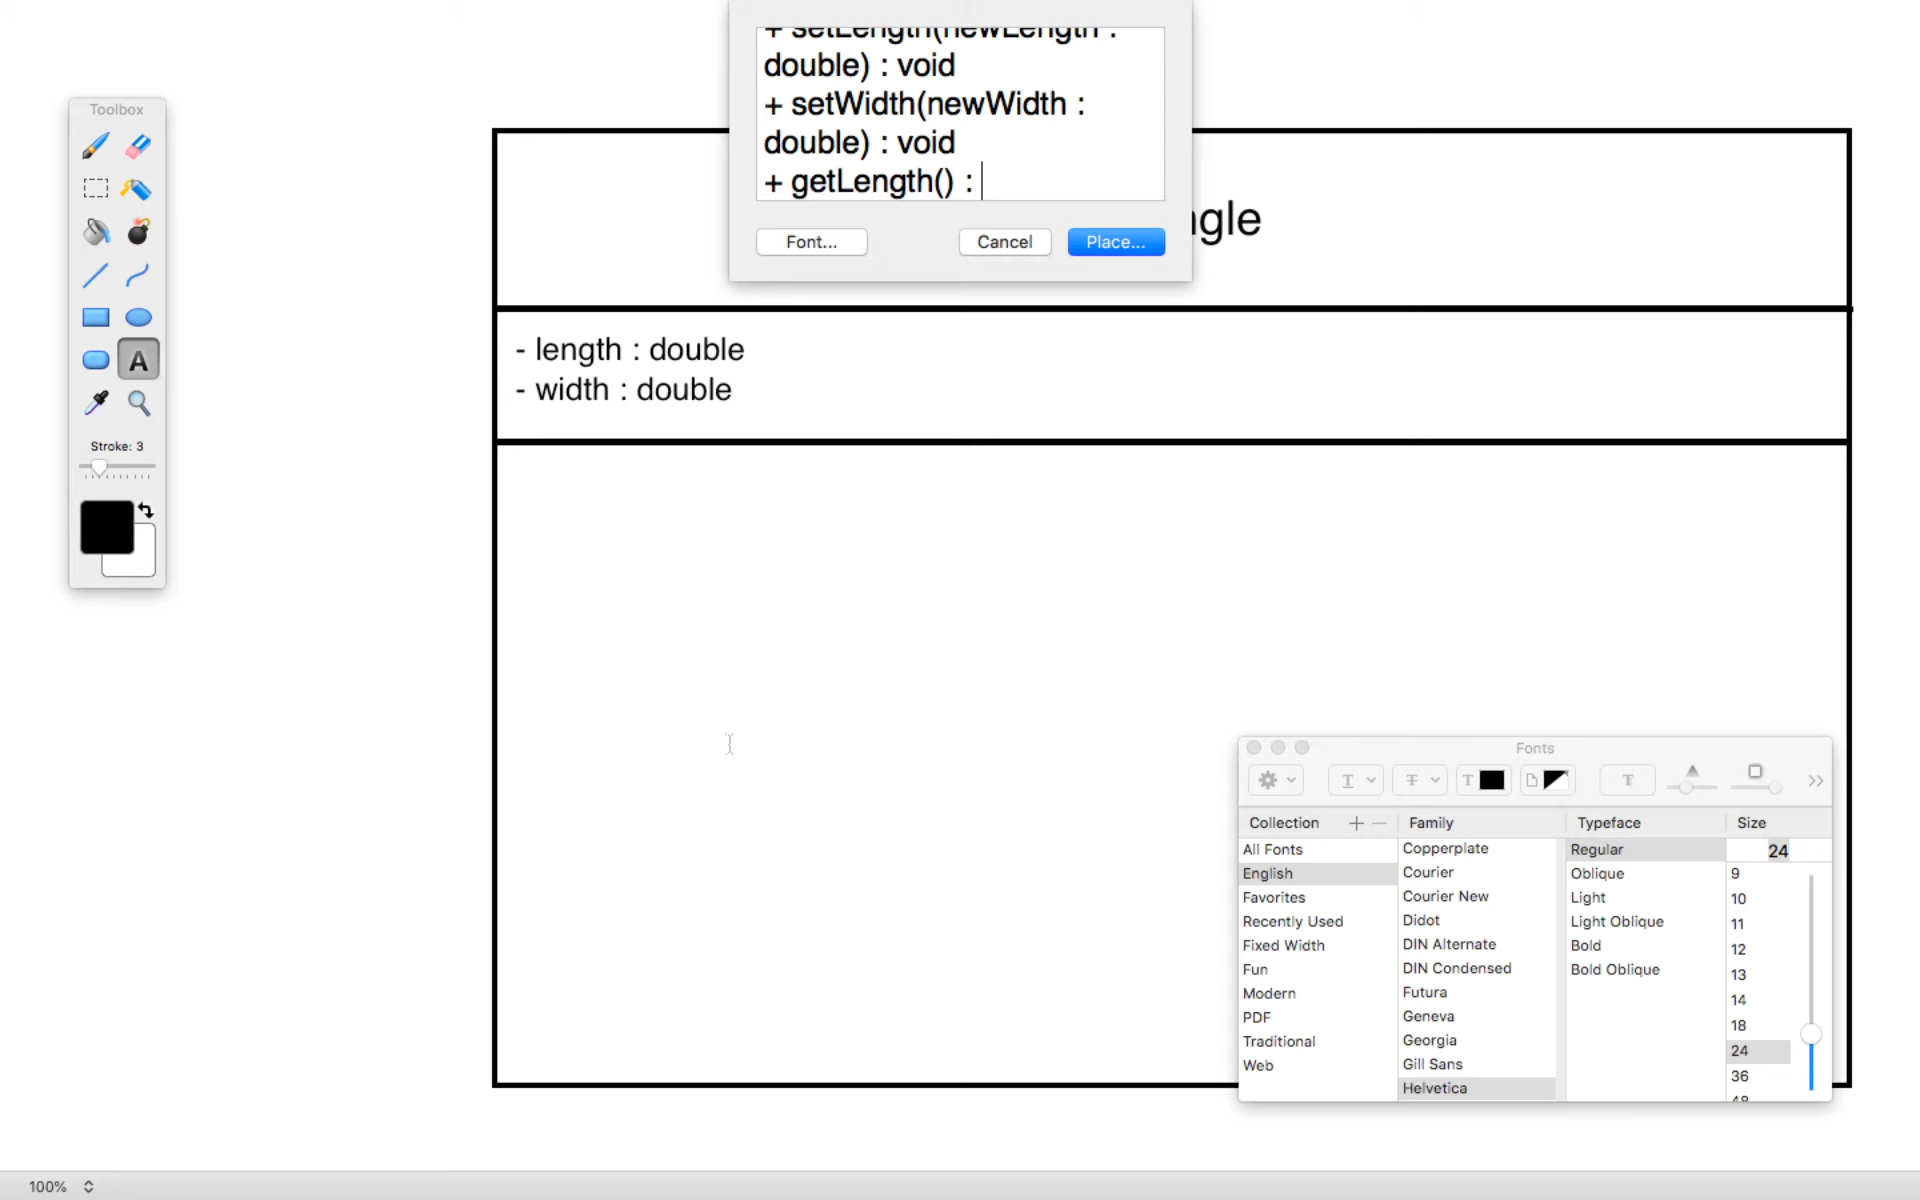 + setLength(newLength :
double) : void
+ setWidth(newWidth :
double) : void
+ getLength() :
Font...
Cancel
Place...
Toolbox
Stroke: 3
- length : double
- width : double
Fonts
Collection
Family
Typeface
Size
All Fonts
English
Favorites
Recently Used
Fixed Width
Fun
Modern
PDF
Traditional
Web
Copperplate
Courier
Courier New
Didot
DIN Alternate
DIN Condensed
Futura
Geneva
Georgia
Gill Sans
Helvetica
Regular
Oblique
Light
Light Oblique
Bold
Bold Oblique
24
9
10
11
12
13
14
18
24
36
48
100%